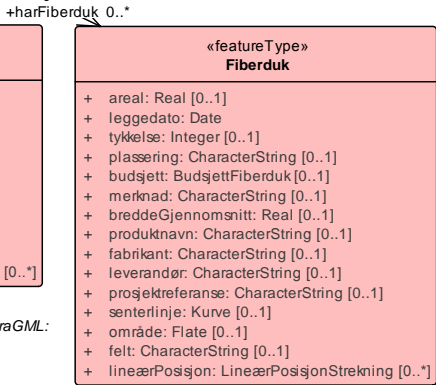 +harFiberduk 0..*
«featureType»
Fiberduk
+ areal: Real [0..1]
+ leggedato: Date
+ tykkelse: Integer [0..1]
+ plassering: CharacterString [0..1]
+ budsjett: BudsjettFiberduk [0..1]
+ merknad: CharacterString [0..1]
+ breddeGjennomsnitt: Real [0..1]
+ produktnavn: CharacterString [0..1]
+ fabrikant: CharacterString [0..1]
+ leverandør: CharacterString [0..1]
+ prosjektreferanse: CharacterString [0..1]
+ senterlinje: Kurve [0..1]
+ område: Flate [0..1]
+ felt: CharacterString [0..1]
+ lineærPosisjon: LineærPosisjonStrekning [0..*]
[0..*]
raGML: